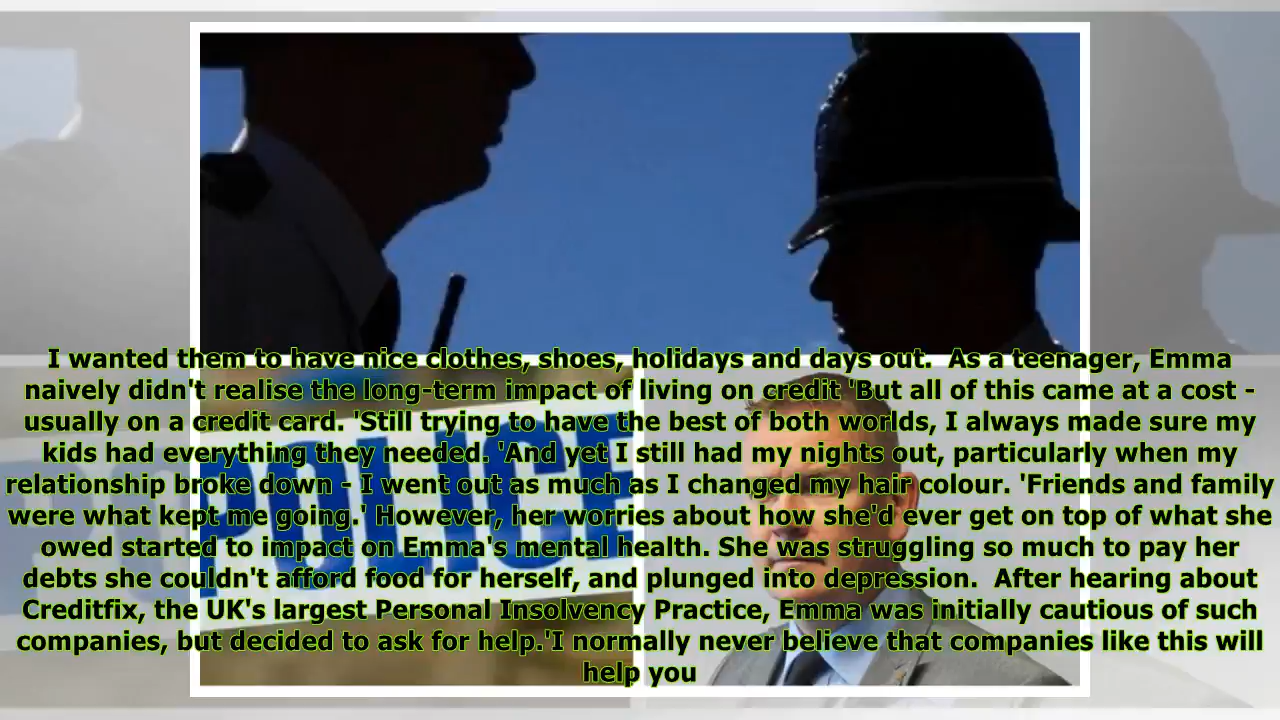 I wanted them to have nice clothes, shoes, holidays and days out.  As a teenager, Emma
naively didn't realise the long-term impact of living on credit 'But all of this came at a cost -
usually on a credit card. 'Still trying to have the best of both worlds, I always made sure my
kids had everything they needed. 'And yet I still had my nights out, particularly when my
relationship broke down - I went out as much as I changed my hair colour. 'Friends and family
were what kept me going.' However, her worries about how she'd ever get on top of what she
owed started to impact on Emma's mental health. She was struggling so much to pay her
debts she couldn't afford food for herself, and plunged into depression.  After hearing about
Creditfix, the UK's largest Personal Insolvency Practice, Emma was initially cautious of such
companies, but decided to ask for help.'I normally never believe that companies like this will
help you
POLICE